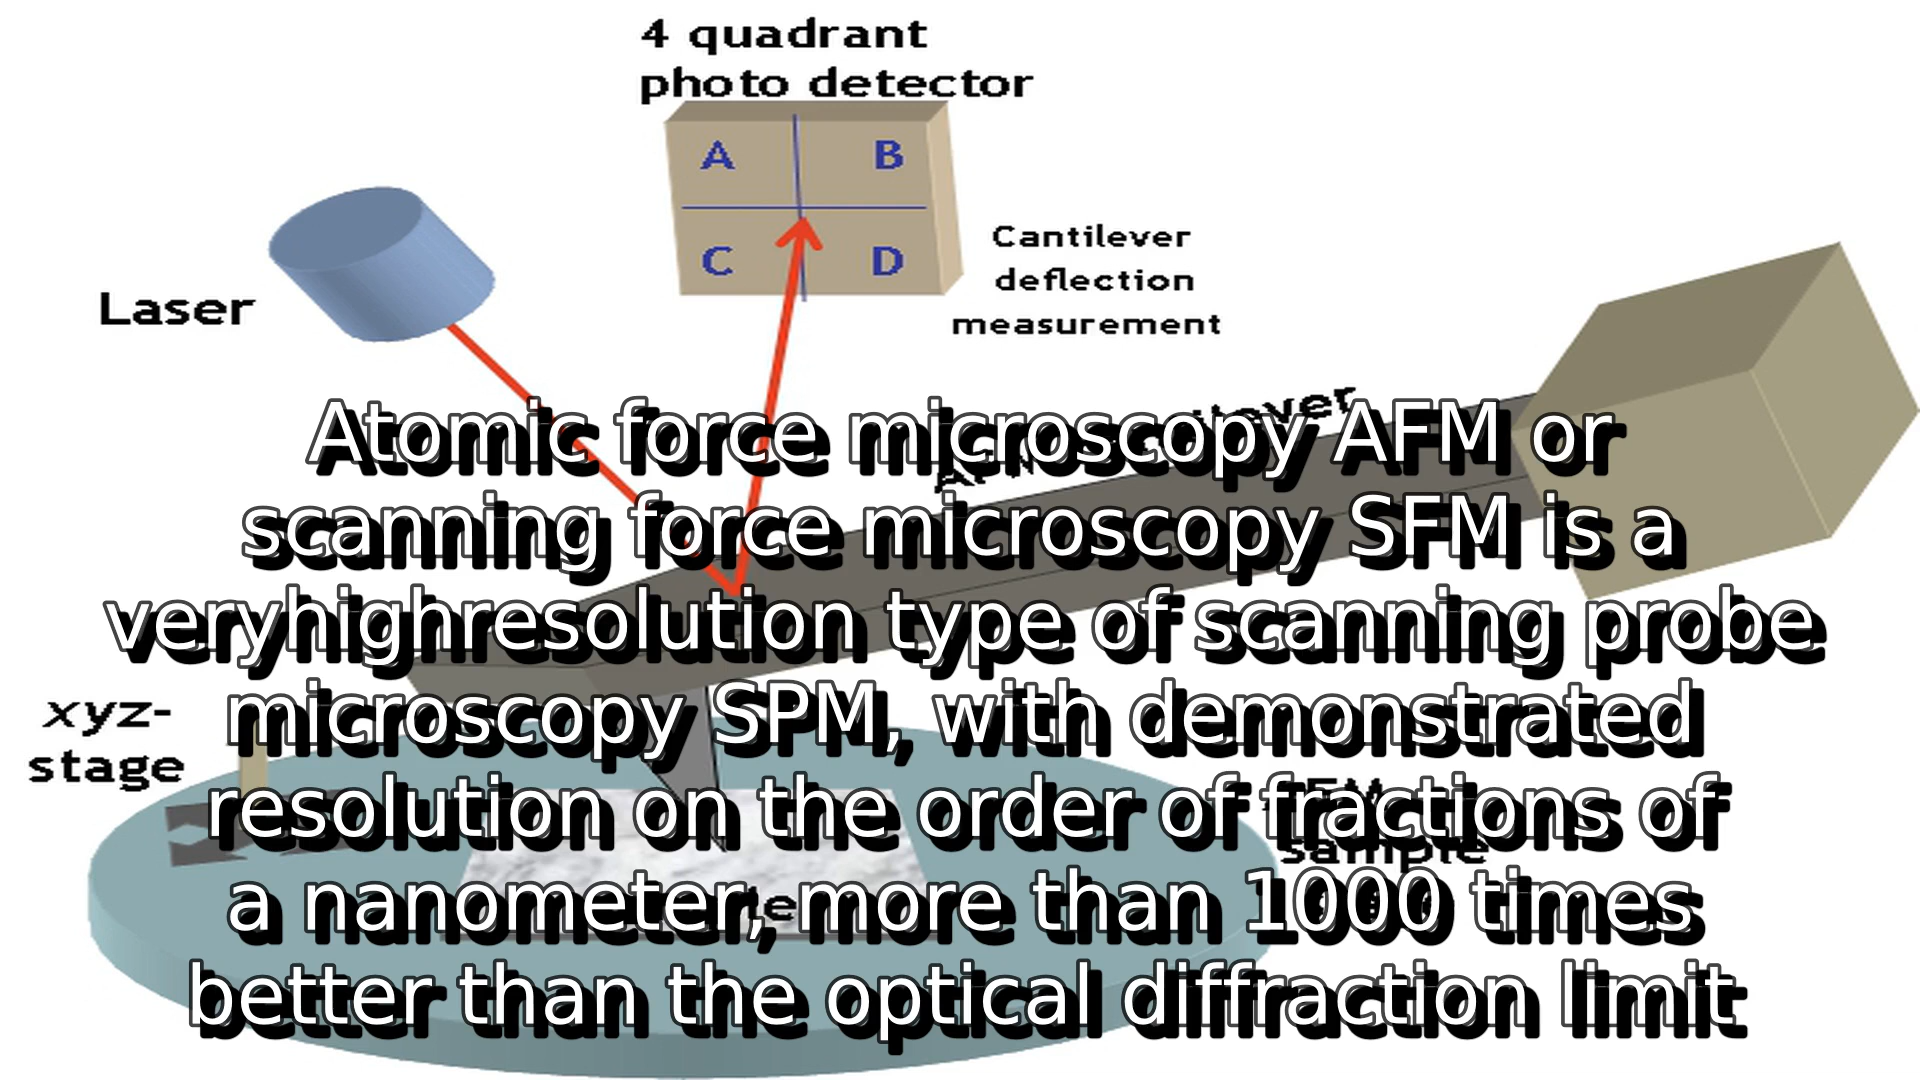 4 quadrant
photo detector
A
B
C
D
Cantilever
deflection
measurement
Laser
Atomic force microscopy AFM or
scanning force microscopy SFM is a
veryhighresolution type of scanning probe
microscopy SPM, with demonstrated
resolution on the order of fractions of
a nanometer, more than 1000 times
better than the optical diffraction limit
xyz-
stage
sample